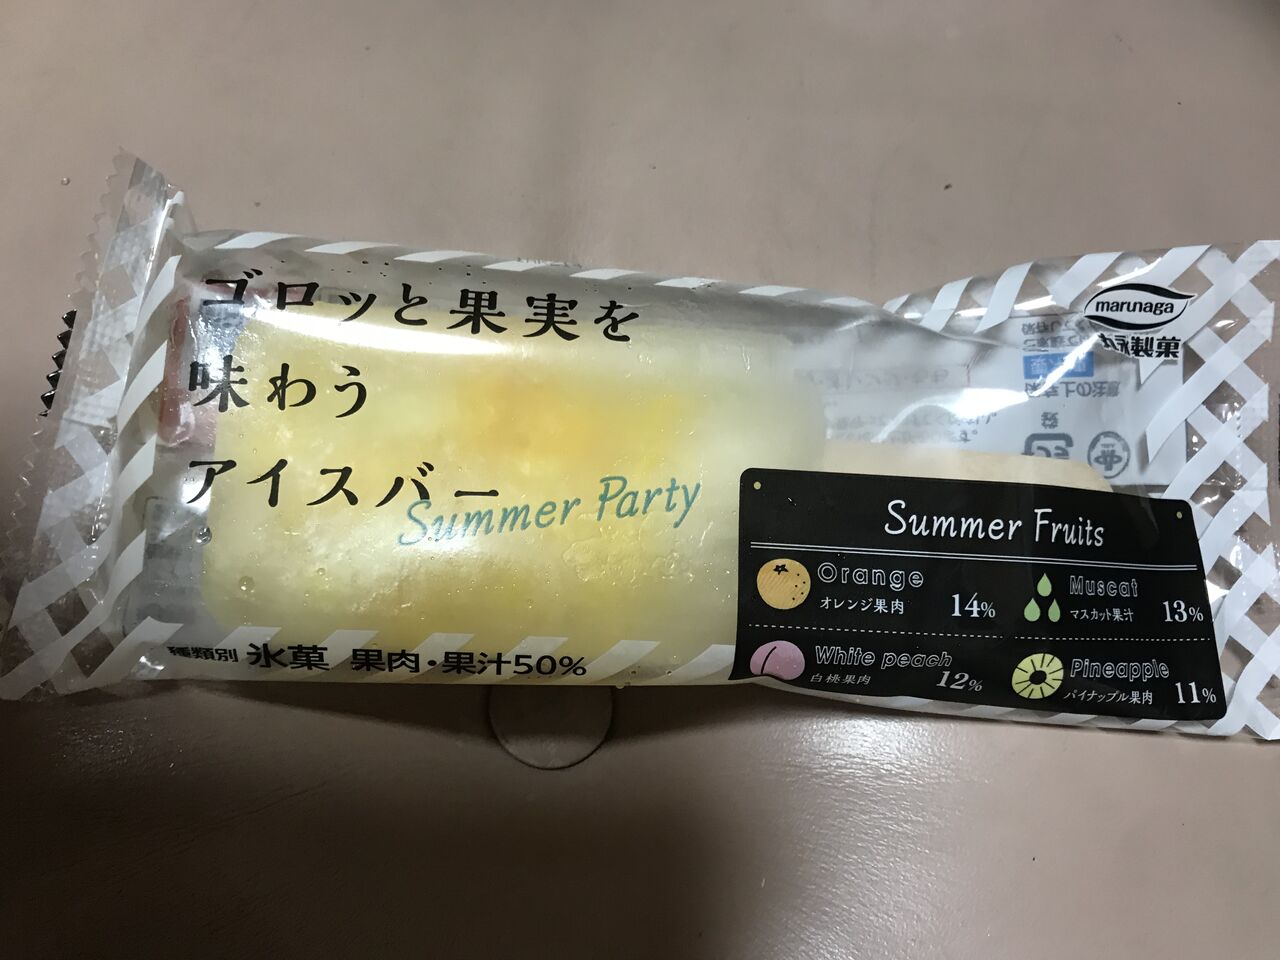 ゴロッと果実を
味わう
アイスバー
Summer Party
種類別 氷菓 果肉・果汁50%
marunaga
製菓
Summer Fruits
Orange
オレンジ果肉 14%
Muscat
マスカット果汁 13%
White peach
白桃果肉 12%
Pineapple
パイナップル果肉 11%